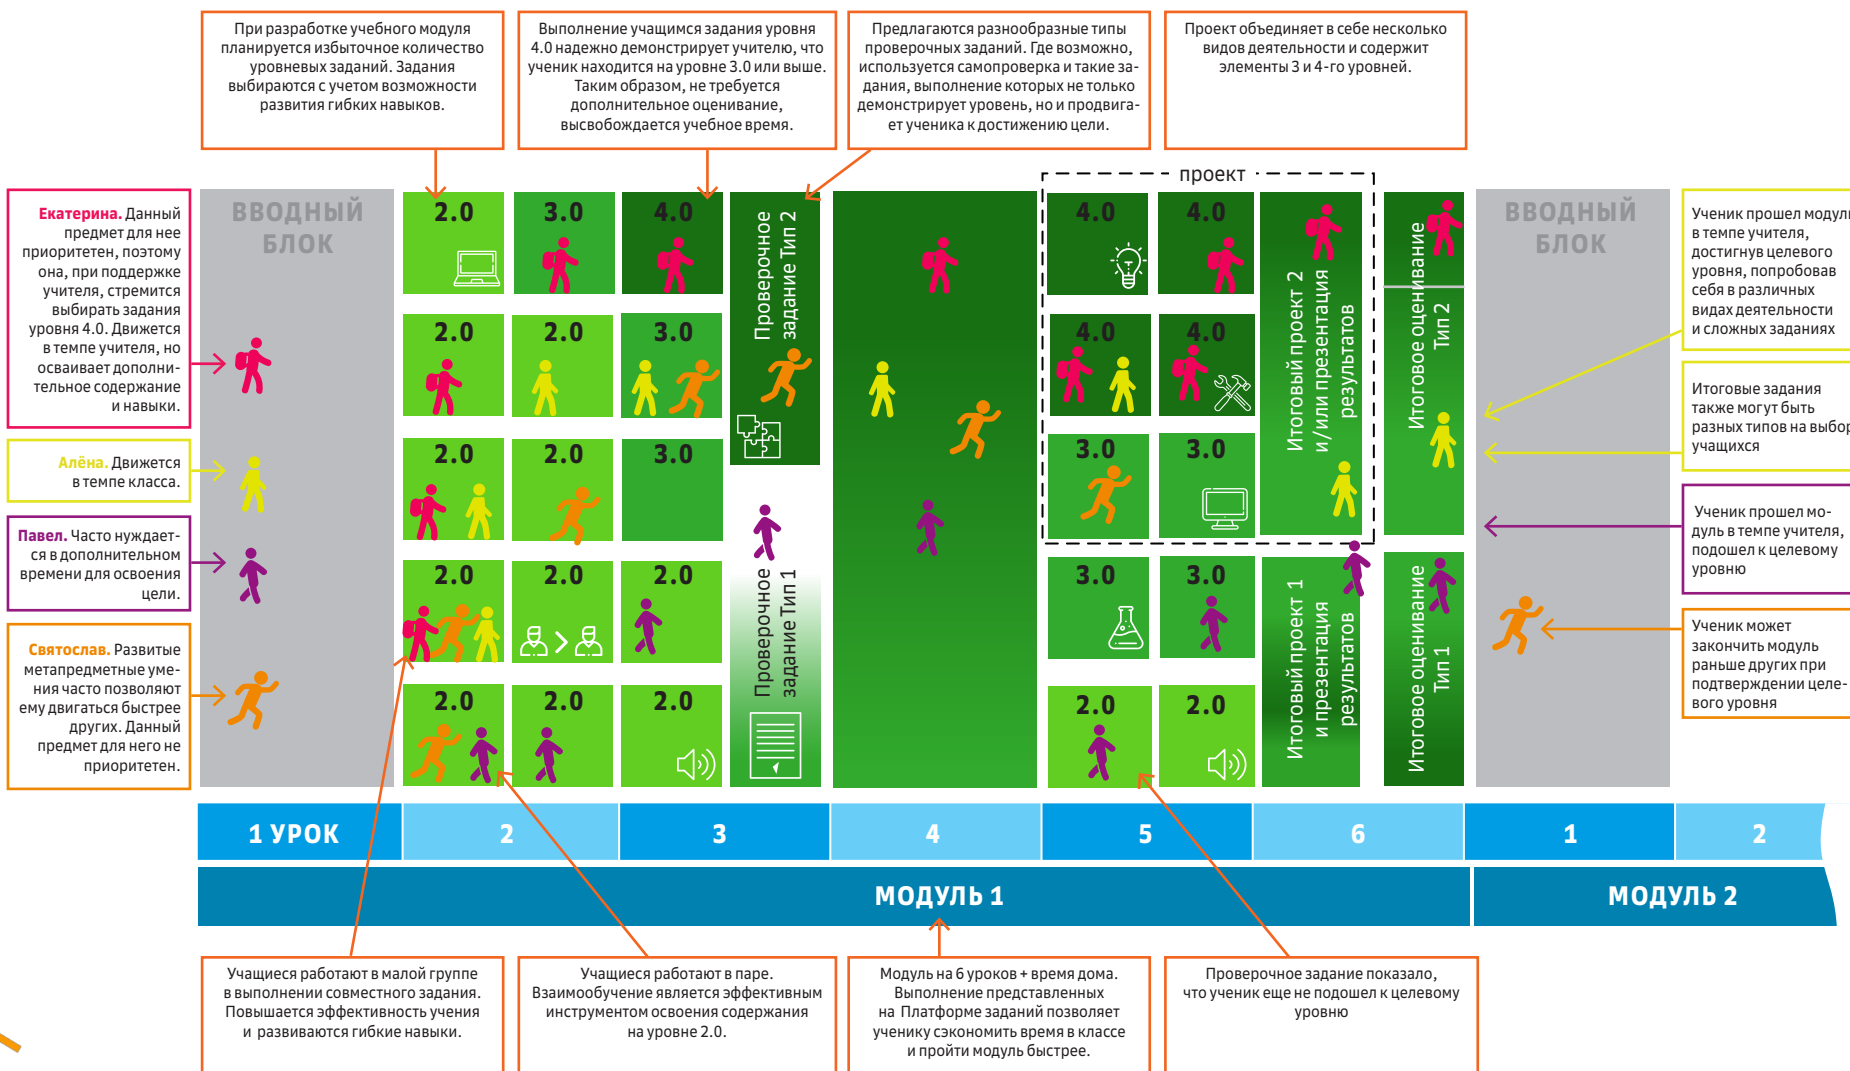 При разработке учебного модуля
планируется избыточное количество
уровневых заданий. Задания
выбираются с учетом возможности
развития гибких навыков.
Выполнение учащимся задания уровня
4.0 надежно демонстрирует учителю, что
ученик находится на уровне 3.0 или выше.
Таким образом, не требуется
дополнительное оценивание,
высвобождается учебное время.
Предлагаются разнообразные типы
проверочных заданий. Где возможно,
используется самопроверка и такие за-
дания, выполнение которых не только
демонстрирует уровень, но и продвига-
ет ученика к достижению цели.
Проект объединяет в себе несколько
видов деятельности и содержит
элементы 3 и 4-го уровней.
Екатерина. Данный
предмет для нее
приоритетен, поэтому
она, при поддержке
учителя, стремится
выбирать задания
уровня 4.0. Движется
в темпе учителя, но
осваивает дополни-
тельное содержание
и навыки.
Алёна. Движется
в темпе класса.
Павел. Часто нуждает-
ся в дополнительном
времени для освоения
цели.
Святослав. Развитые
метапредметные уме-
ния часто позволяют
ему двигаться быстрее
других. Данный
предмет для него не
приоритетен.
ВВОДНЫЙ
БЛОК
2.0
3.0
4.0
2.0
2.0
3.0
2.0
2.0
3.0
2.0
2.0
2.0
2.0
2.0
2.0
Проверочное
задание Тип 2
Проверочное
задание Тип 1
проект
4.0
4.0
4.0
4.0
3.0
3.0
3.0
3.0
2.0
2.0
Итоговый проект 2
и/или презентация
результатов
Итоговый проект 1
и презентация
результатов
Итоговое оценивание
Тип 2
Итоговое оценивание
Тип 1
ВВОДНЫЙ
БЛОК
Ученик прошел модуль
в темпе учителя,
достигнув целевого
уровня, попробовав
себя в различных
видах деятельности
и сложных заданиях
Итоговые задания
также могут быть
разных типов на выбор
учащихся
Ученик прошел мо-
дуль в темпе учителя,
подошел к целевому
уровню
Ученик может
закончить модуль
раньше других при
подтверждении целе-
вого уровня
1 УРОК
2
3
4
5
6
1
2
МОДУЛЬ 1
МОДУЛЬ 2
Учащиеся работают в малой группе
в выполнении совместного задания.
Повышается эффективность учения
и развиваются гибкие навыки.
Учащиеся работают в паре.
Взаимообучение является эффективным
инструментом освоения содержания
на уровне 2.0.
Модуль на 6 уроков + время дома.
Выполнение представленных
на Платформе заданий позволяет
ученику сэкономить время в классе
и пройти модуль быстрее.
Проверочное задание показало,
что ученик еще не подошел к целевому
уровню